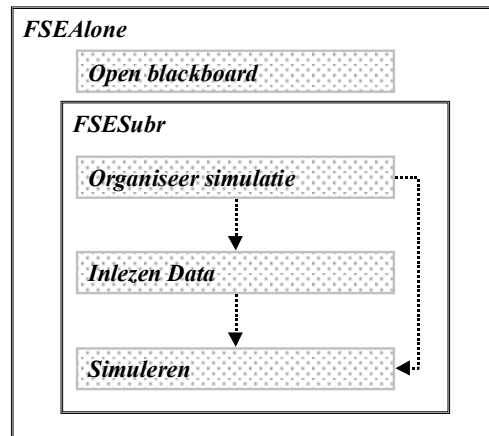 FSEAlone
Open blackboard
FSESubr
Organiseer simulatie
Inlezen Data
Simuleren